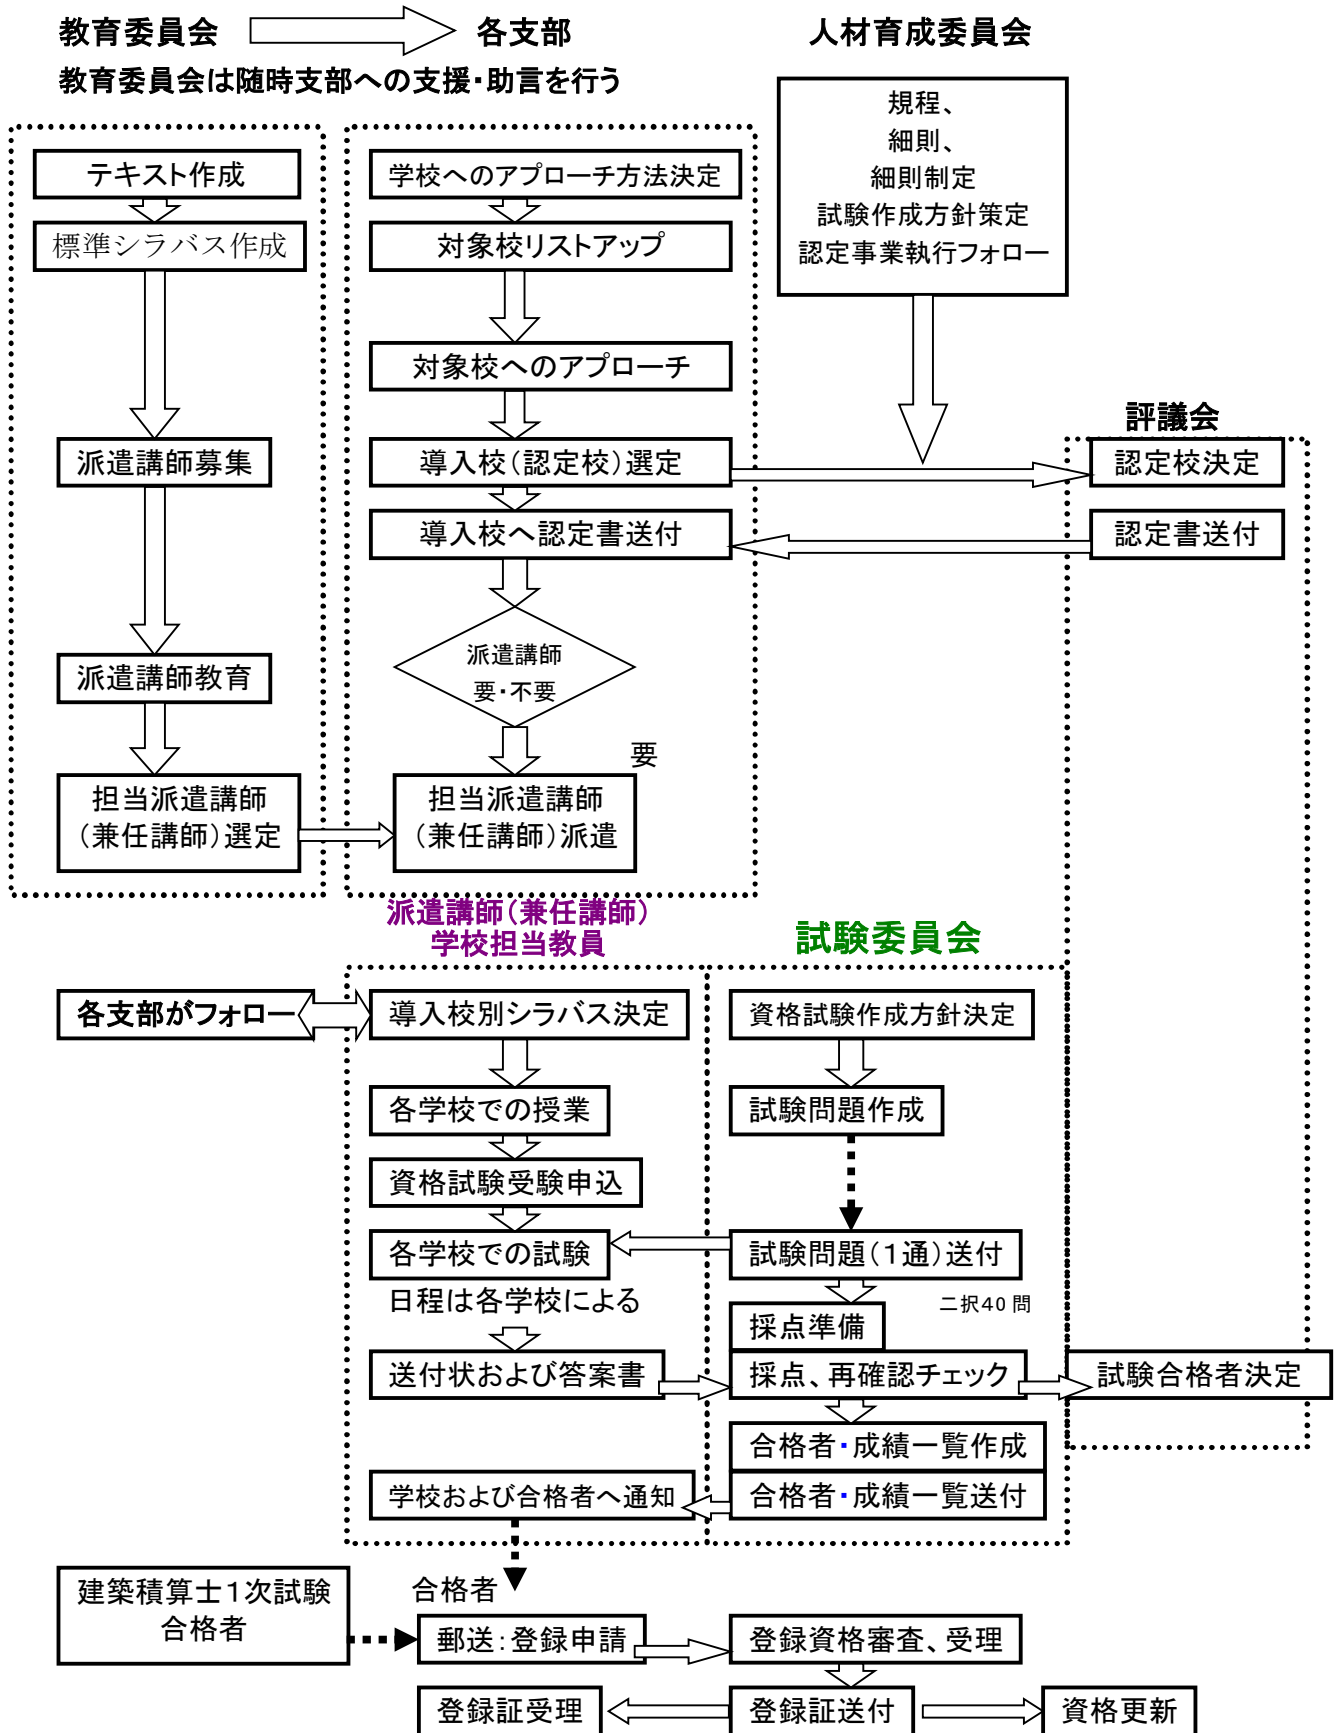 教育委員会
各支部
人材育成委員会
教育委員会は随時支部への支援・助言を行う
規程、
細則、
細則制定
試験作成方針策定
認定事業執行フォロー
テキスト作成
学校へのアプローチ方法決定
標準シラバス作成
対象校リストアップ
対象校へのアプローチ
評議会
派遣講師募集
導入校（認定校）選定
認定校決定
導入校へ認定書送付
認定書送付
派遣講師
要・不要
派遣講師教育
要
担当派遣講師
（兼任講師）選定
担当派遣講師
（兼任講師）派遣
派遣講師（兼任講師）
学校担当教員
試験委員会
各支部がフォロー
導入校別シラバス決定
資格試験作成方針決定
各学校での授業
試験問題作成
資格試験受験申込
各学校での試験
試験問題（１通）送付
日程は各学校による
二択４０問
採点準備
送付状および答案書
採点、再確認チェック
試験合格者決定
合格者・成績一覧作成
学校および合格者へ通知
合格者・成績一覧送付
建築積算士１次試験
合格者
合格者
郵送：登録申請
登録資格審査、受理
登録証受理
登録証送付
資格更新